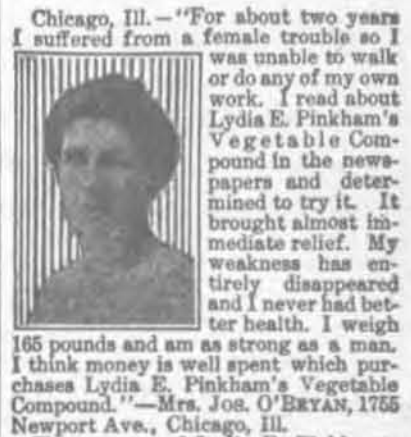 Chicago, Ill.—"For about two years
I suffered from a female trouble so I
was unable to walk
or do any of my own
work. I read about
Lydia E. Pinkham's
Vegetable Com-
pound in the news-
papers and deter-
mined to try it. It
brought almost im-
mediate relief. My
weakness has en-
tirely disappeared
and I never had bet-
ter health. I weigh
165 pounds and am as strong as a man.
I think money is well spent which pur-
chases Lydia E. Pinkham's Vegetable
Compound."—Mrs. Jos. O'Bryan, 1755
Newport Ave., Chicago, Ill.